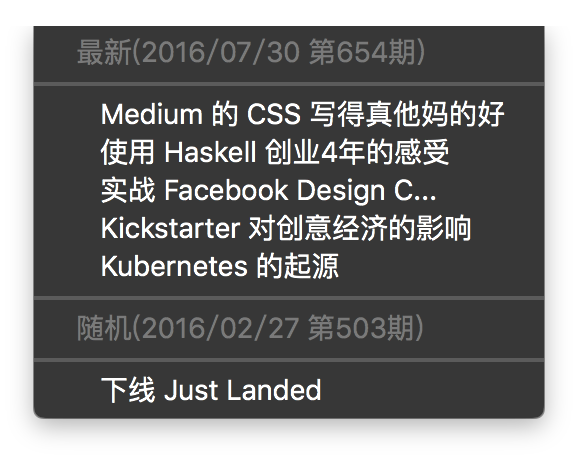 最新(2016/07/30 第654期)
Medium 的 CSS 写得真他妈的好
使用 Haskell 创业4年的感受
实战 Facebook Design C...
Kickstarter 对创意经济的影响
Kubernetes 的起源
随机(2016/02/27 第503期)
下线 Just Landed